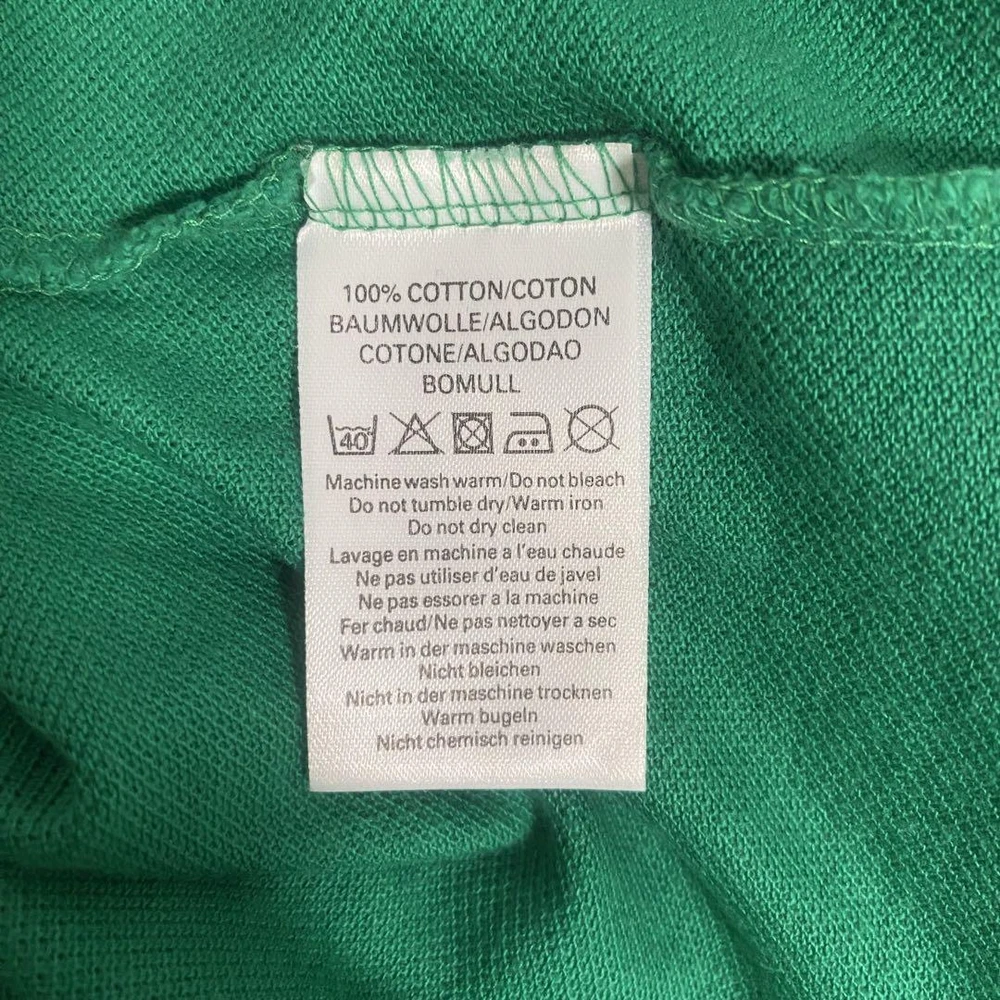 100% COTTON/COTON
BAUMWOLLE/ALGODON
COTONE/ALGODAO
BOMULL
40
Machine wash warm/Do not bleach
Do not tumble dry/Warm iron
Do not dry clean
Lavage en machine a l'eau chaude
Ne pas utiliser d'eau de javel
Ne pas essorer a la machine
Fer chaud/Ne pas nettoyer a sec
Warm in der maschine waschen
Nicht bleichen
Nicht in der maschine trocknen
Warm bugeln
Nicht chemisch reinigen